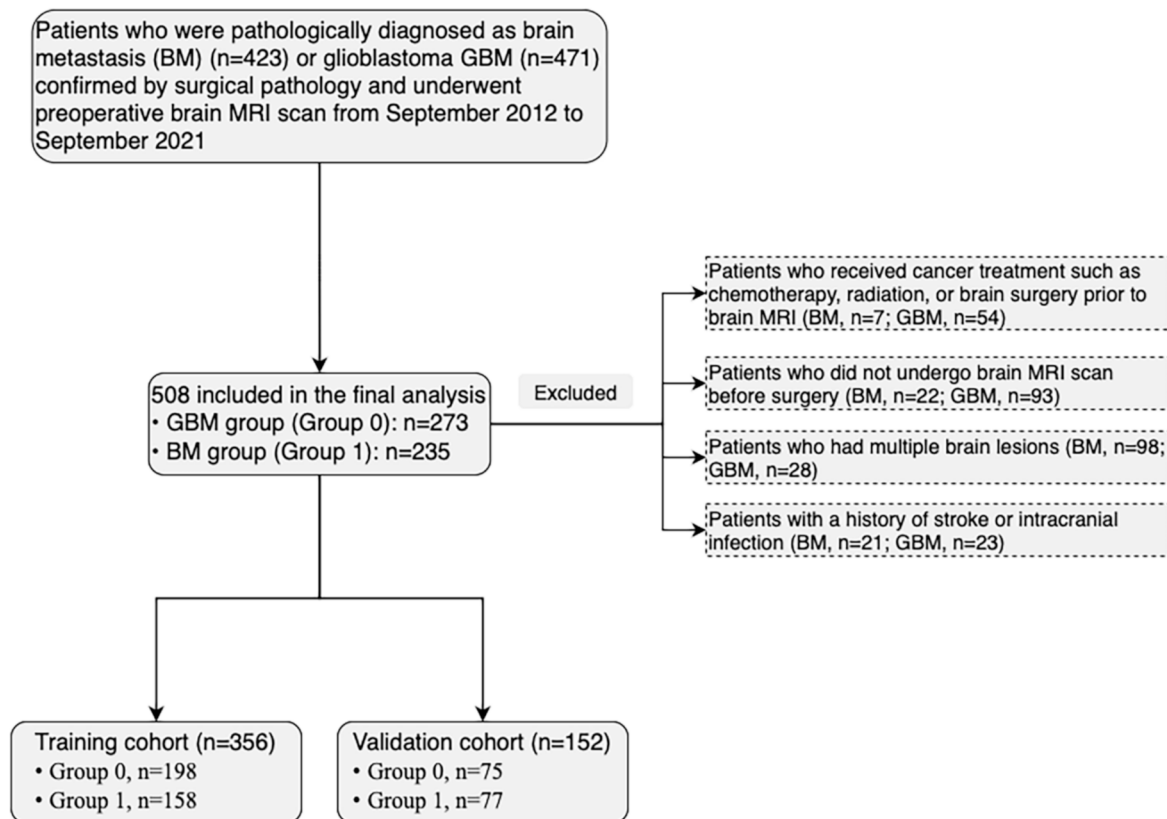 Patients who were pathologically diagnosed as brain
metastasis (BM) (n=423) or glioblastoma GBM (n=471)
confirmed by surgical pathology and underwent
preoperative brain MRI scan from September 2012 to
September 2021
Patients who received cancer treatment such as
chemotherapy, radiation, or brain surgery prior to
brain MRI (BM, n=7; GBM, n=54)
Patients who did not undergo brain MRI scan
before surgery (BM, n=22; GBM, n=93)
Patients who had multiple brain lesions (BM, n=98;
GBM, n=28)
Patients with a history of stroke or intracranial
infection (BM, n=21; GBM, n=23)
Excluded
508 included in the final analysis
• GBM group (Group 0): n=273
• BM group (Group 1): n=235
Training cohort (n=356)
• Group 0, n=198
• Group 1, n=158
Validation cohort (n=152)
• Group 0, n=75
• Group 1, n=77